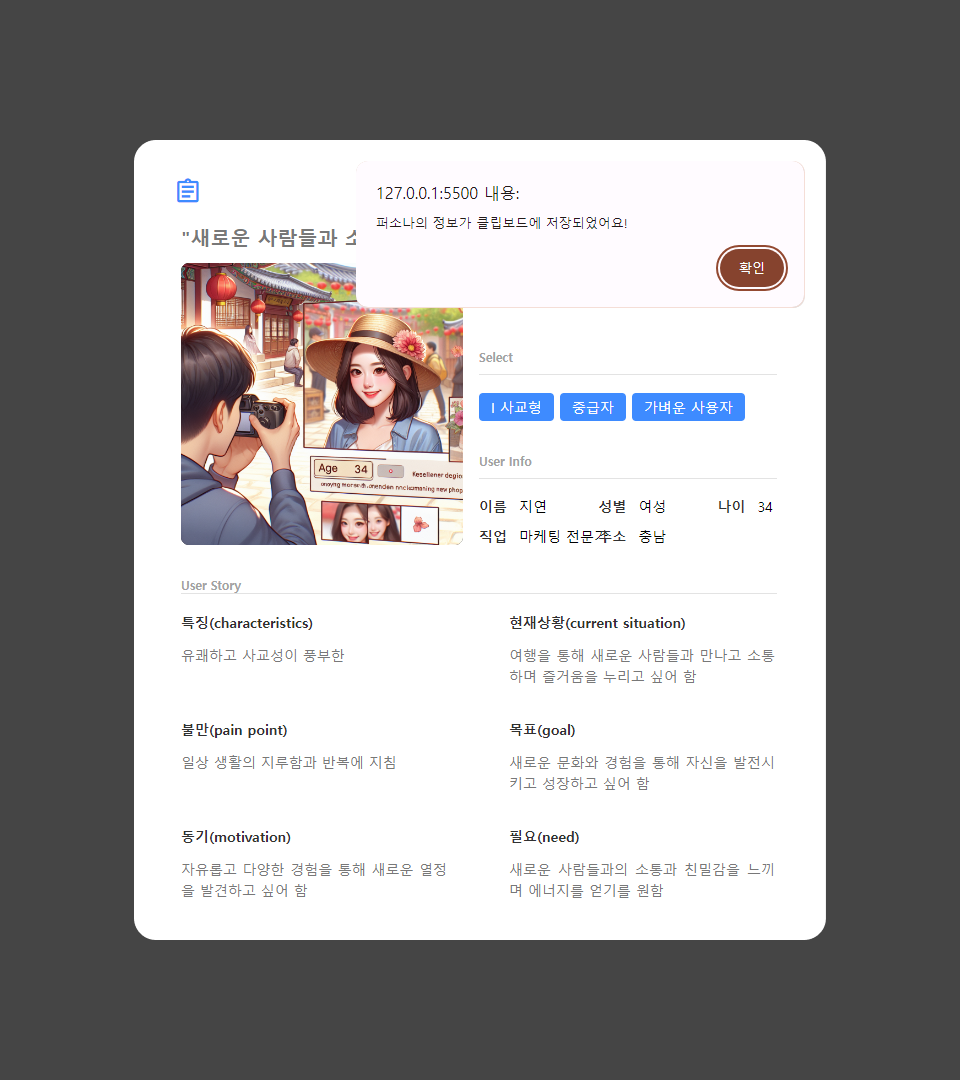 127.0.0.1:5500 내용:
퍼소나의 정보가 클립보드에 저장되었어요!
확인
"새로운 사람들과
Age 34
Select
I 사교형 중급자 가벼운 사용자
User Info
이름 지연 성별 여성 나이 34
직업 마케팅 전문가 주소 충남
User Story
특징(characteristics)
유쾌하고 사교성이 풍부한
현재상황(current situation)
여행을 통해 새로운 사람들과 만나고 소통
하며 즐거움을 누리고 싶어 함
불만(pain point)
일상 생활의 지루함과 반복에 지침
목표(goal)
새로운 문화와 경험을 통해 자신을 발전시
키고 성장하고 싶어 함
동기(motivation)
자유롭고 다양한 경험을 통해 새로운 열정
을 발견하고 싶어 함
필요(need)
새로운 사람들과의 소통과 친밀감을 느끼
며 에너지를 얻기를 원함